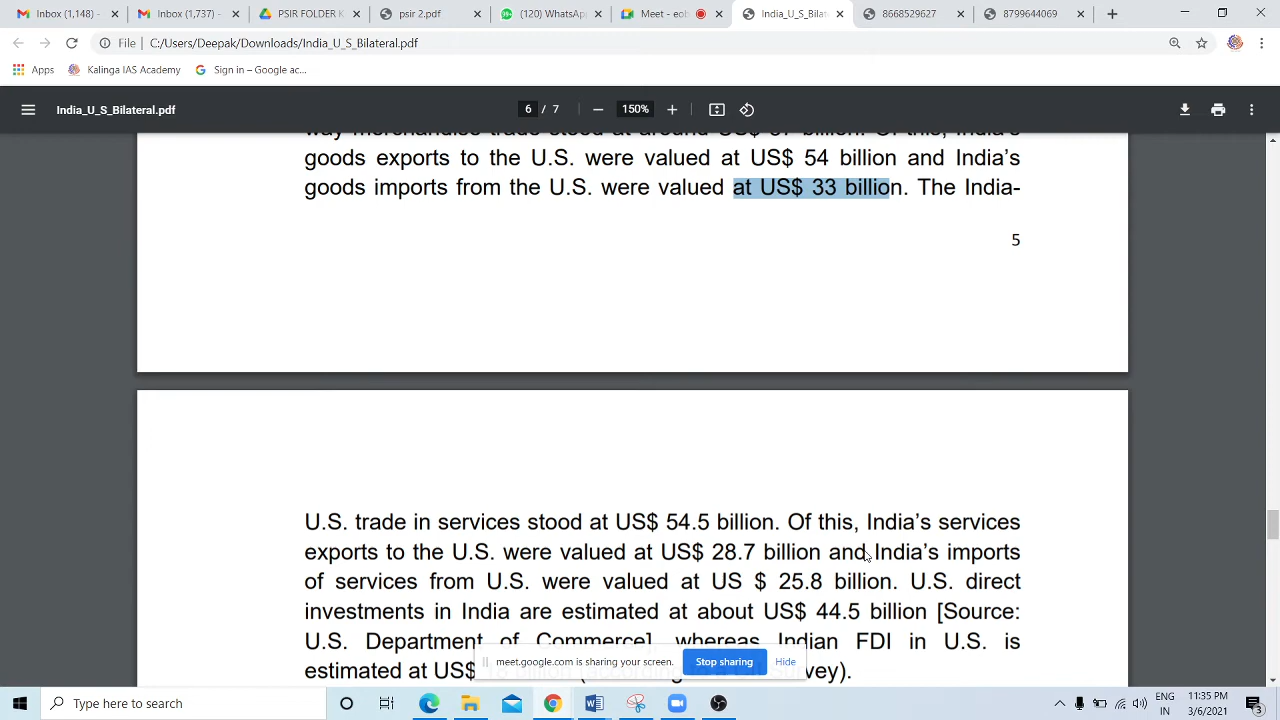 Inbox (1,148) -
Inbox (1,737) -
PSIR FOLDER K
psir 2.pdf
(120) WhatsApp
Meet - eob
India_U_S_Bilat
8668529627
8799644060
File | C:/Users/Deepak/Downloads/India_U_S_Bilateral.pdf
Apps
Kalinga IAS Academy
Sign in – Google ac...
India_U_S_Bilateral.pdf
6 / 7
150%
goods exports to the U.S. were valued at US$ 54 billion and India's
goods imports from the U.S. were valued at US$ 33 billion. The India-
5
U.S. trade in services stood at US$ 54.5 billion. Of this, India's services
exports to the U.S. were valued at US$ 28.7 billion and India's imports
of services from U.S. were valued at US $ 25.8 billion. U.S. direct
investments in India are estimated at about US$ 44.5 billion [Source:
U.S. Department of Commerce], whereas Indian FDI in U.S. is
estimated at US$
meet.google.com is sharing your screen.
Stop sharing
Hide
Type here to search
ENG
IN
11:35 PM
3/6/2021
3